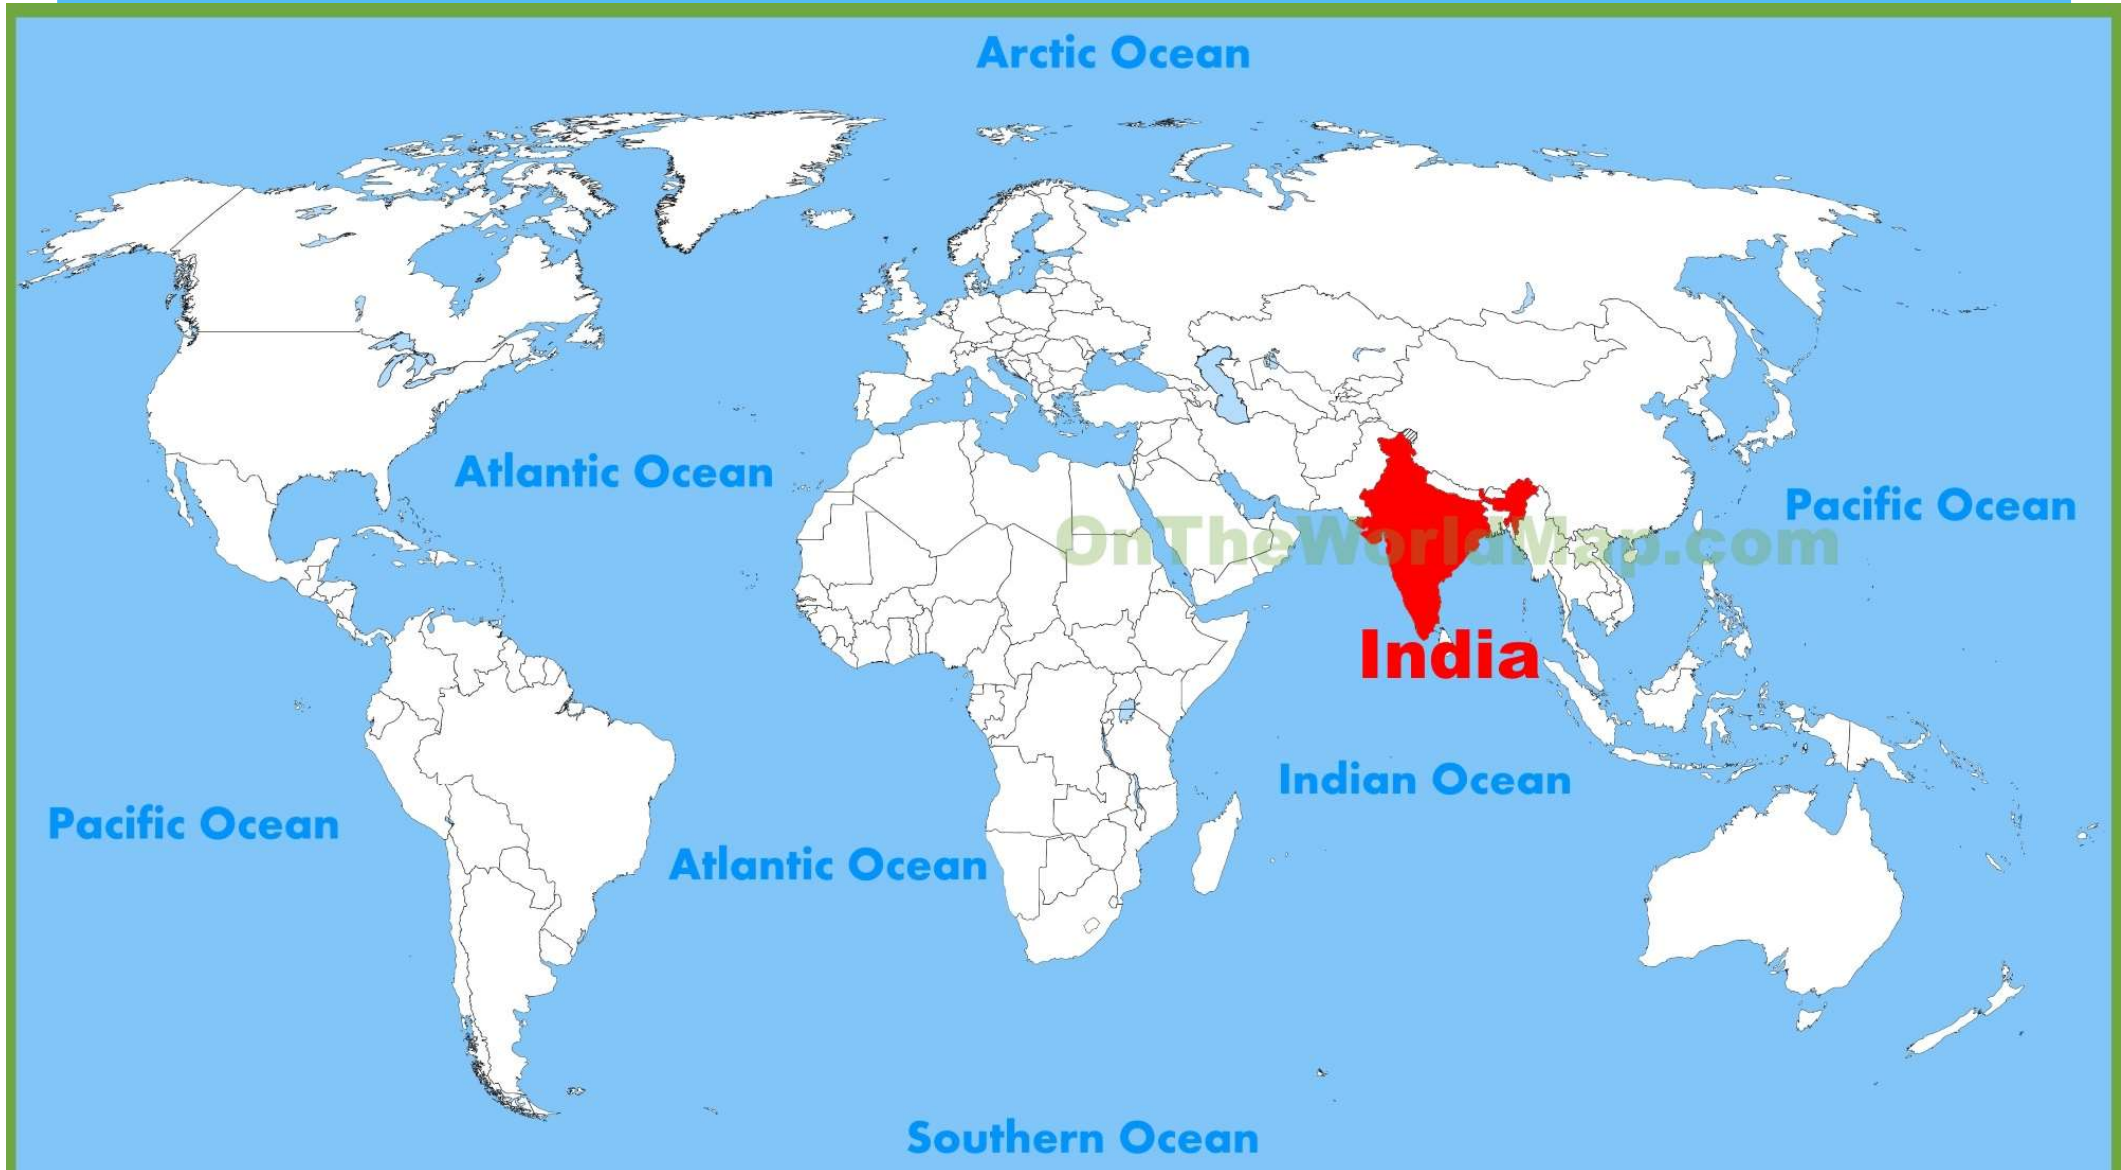 Arctic Ocean
Atlantic Ocean
Pacific Ocean
OnTheWorldMap.com
India
Indian Ocean
Pacific Ocean
Atlantic Ocean
Southern Ocean